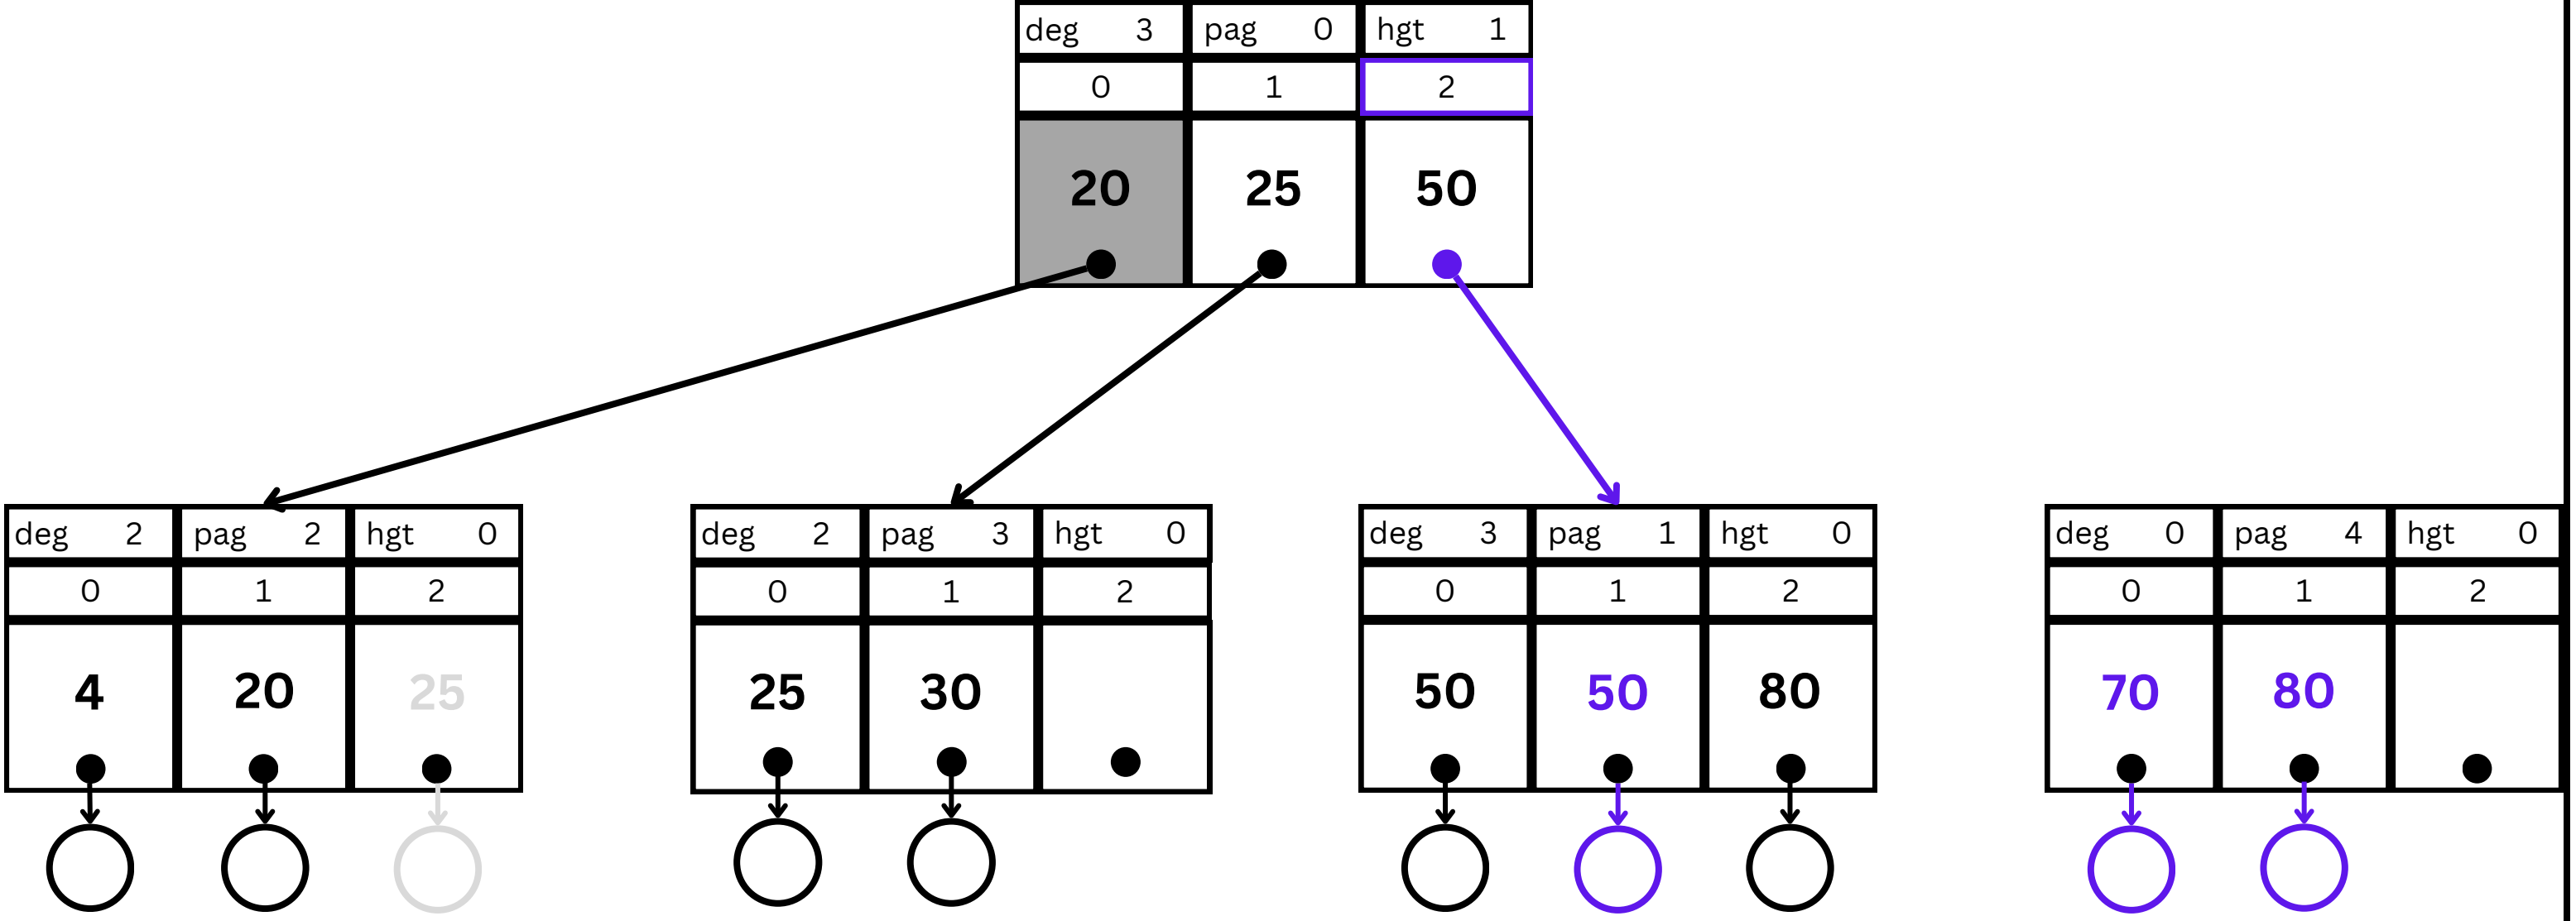 deg 3 pag 0 hgt 1
0 1 2
20 25 50
deg 2 pag 2 hgt 0 deg 2 pag 3 hgt 0 deg 3 pag 1 hgt 0 deg 0 pag 4 hgt 0
0 1 2 0 1 2 0 1 2 0 1 2
4 20 25 25 30 50 50 80 70 80